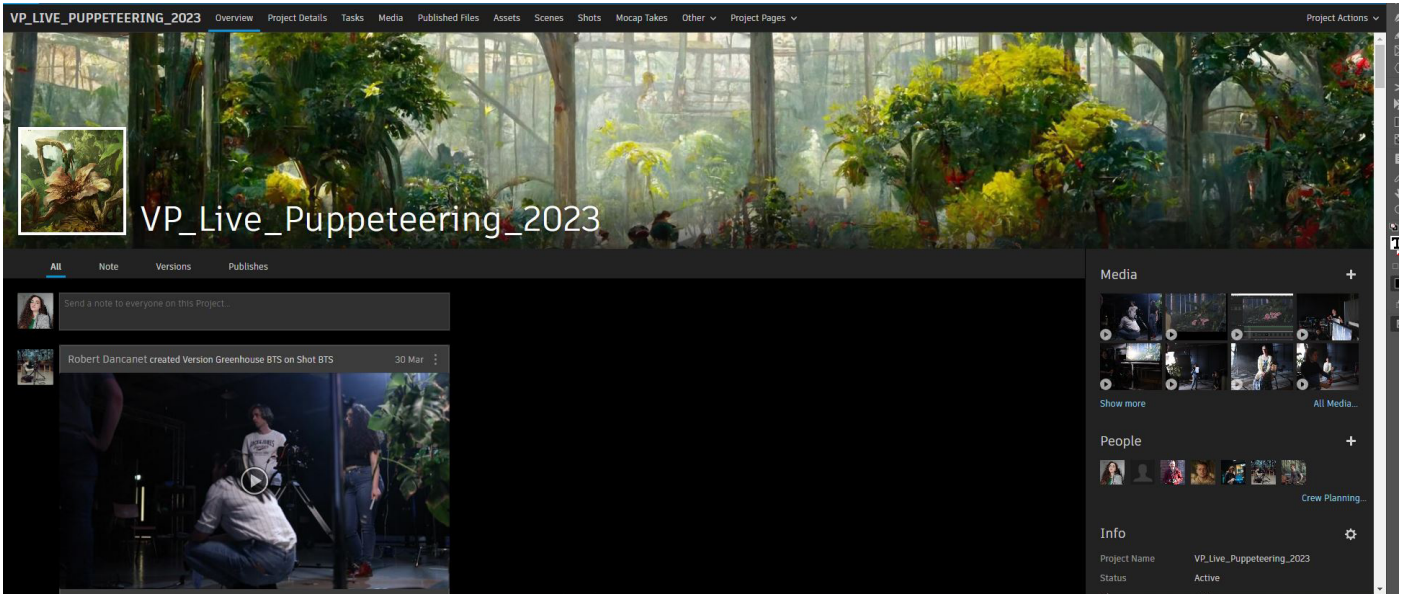 VP_LIVE_PUPPETEERING_2023 Overview Project Details Tasks Media Published Files Assets Scenes Shots Mocap Takes Other Project Pages Project Actions
VP_Live_Puppeteering_2023
All Note Versions Publishes
Send a note to everyone on this Project...
Robert Dancanet created Version Greenhouse BTS on Shot BTS 30 Mar
Media
Show more All Media...
People
Crew Planning...
Info
Project Name VP_Live_Puppeteering_2023
Status Active